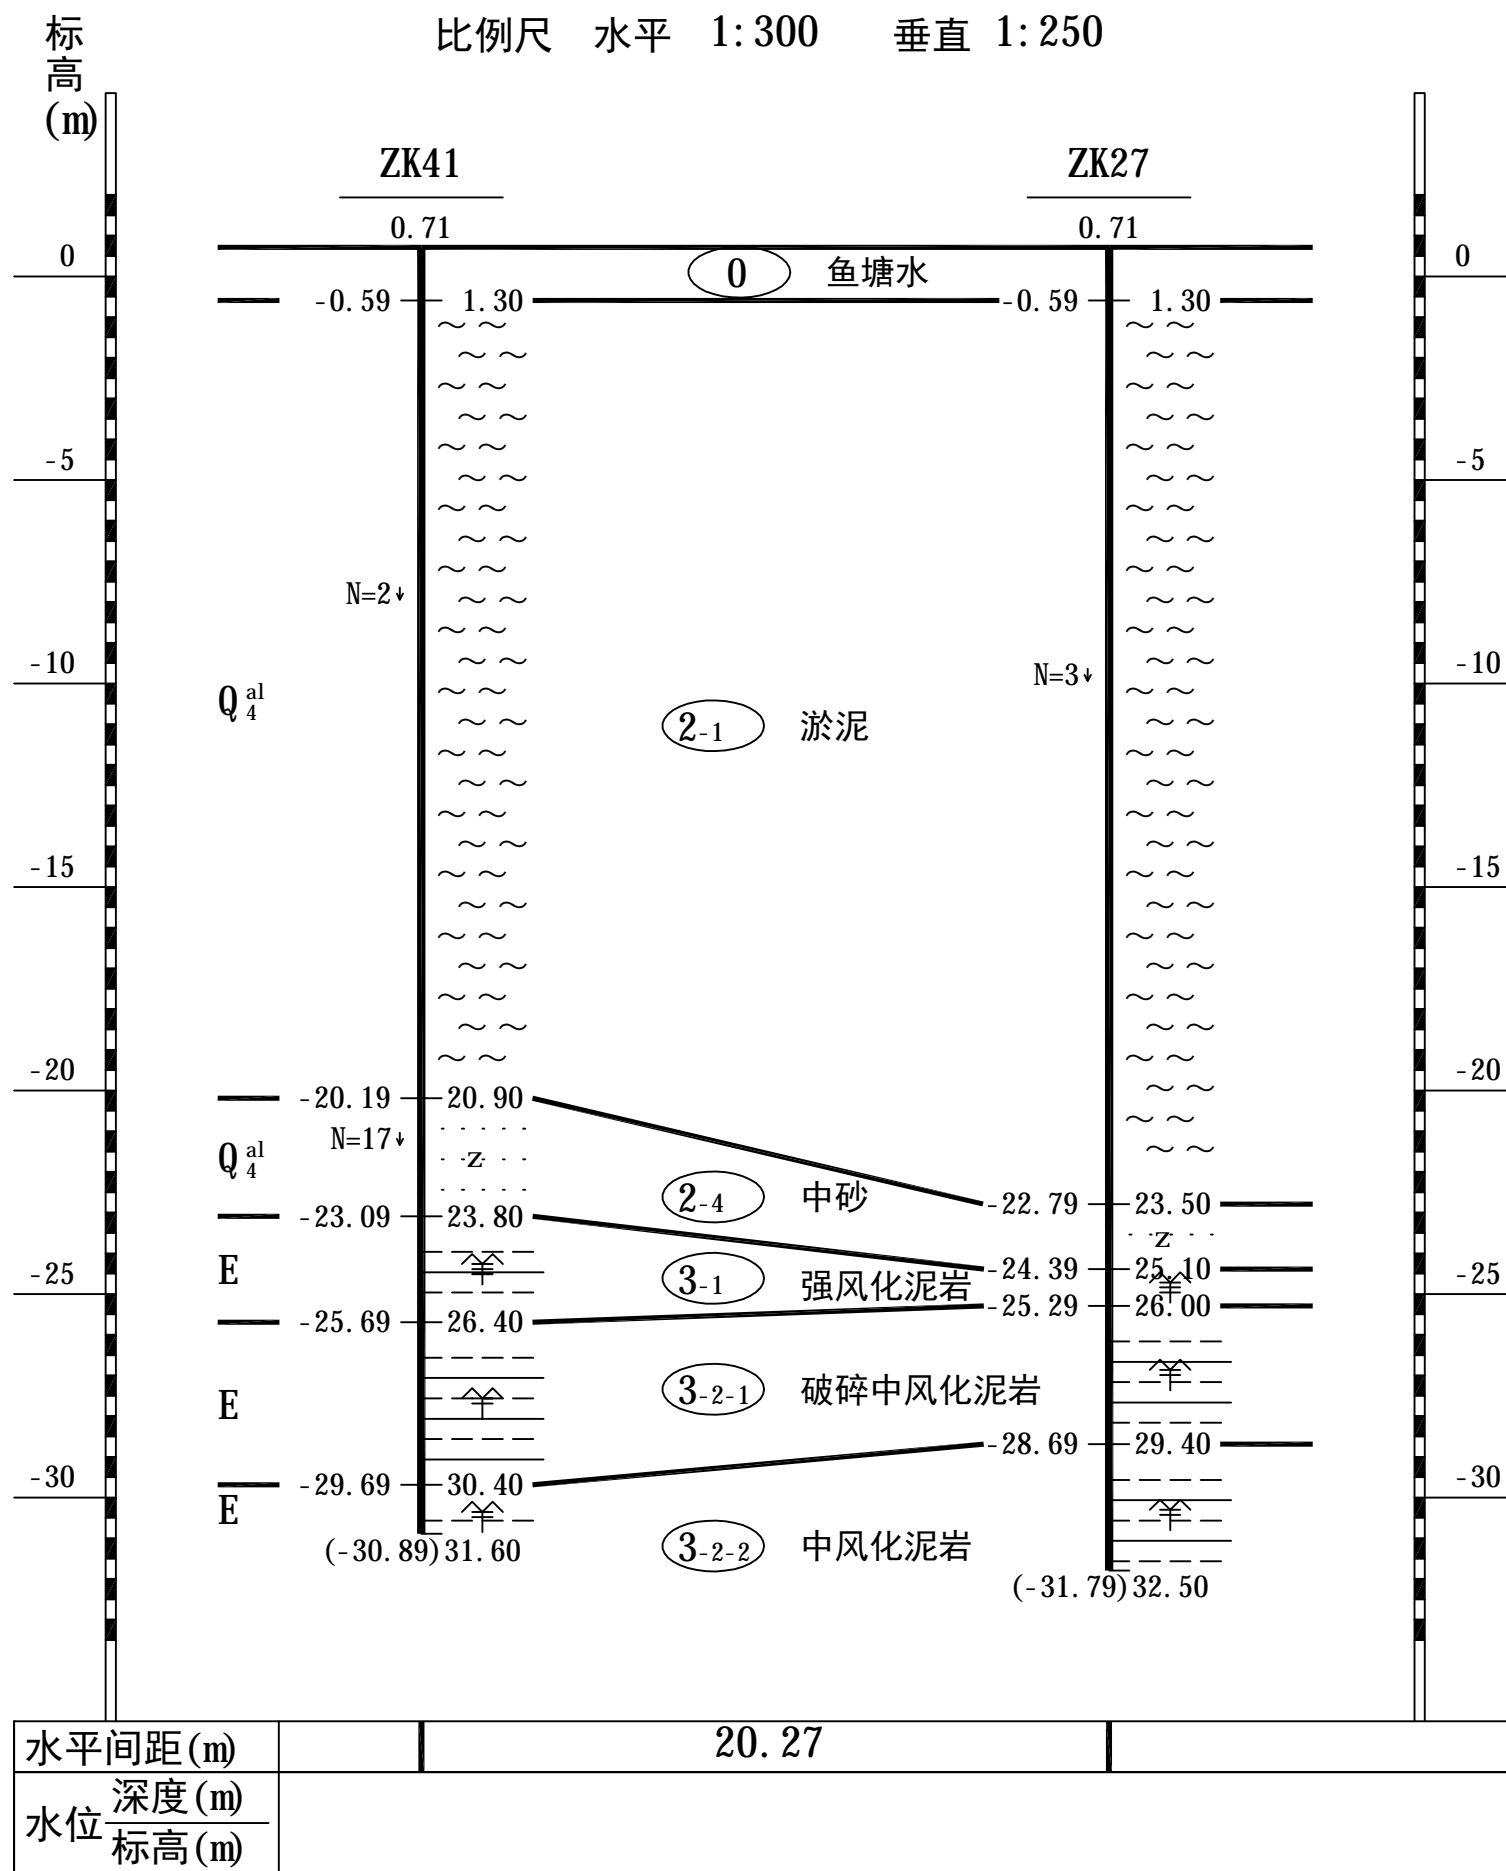 比例尺 水平 1:300 垂直 1:250
标高(m)
ZK41 ZK27
0.71 0.71
0 0
0 鱼塘水
-0.59 1.30 -0.59 1.30
-5 -5
N=2
-10 N=3 -10
Q4al 2-1 淤泥
-15 -15
-20 -20
-20.19 20.90
N=17
Q4al z
2-4 中砂 -22.79 23.50
-23.09 23.80
z
E 3-1 强风化泥岩 -24.39 25.10
-25 -25
-25.69 26.40 -25.29 26.00
E 3-2-1 破碎中风化泥岩
-28.69 29.40
-30 -29.69 30.40 -30
E
(-30.89)31.60 3-2-2 中风化泥岩
(-31.79)32.50
水平间距(m) 20.27
水位 深度(m)
标高(m)